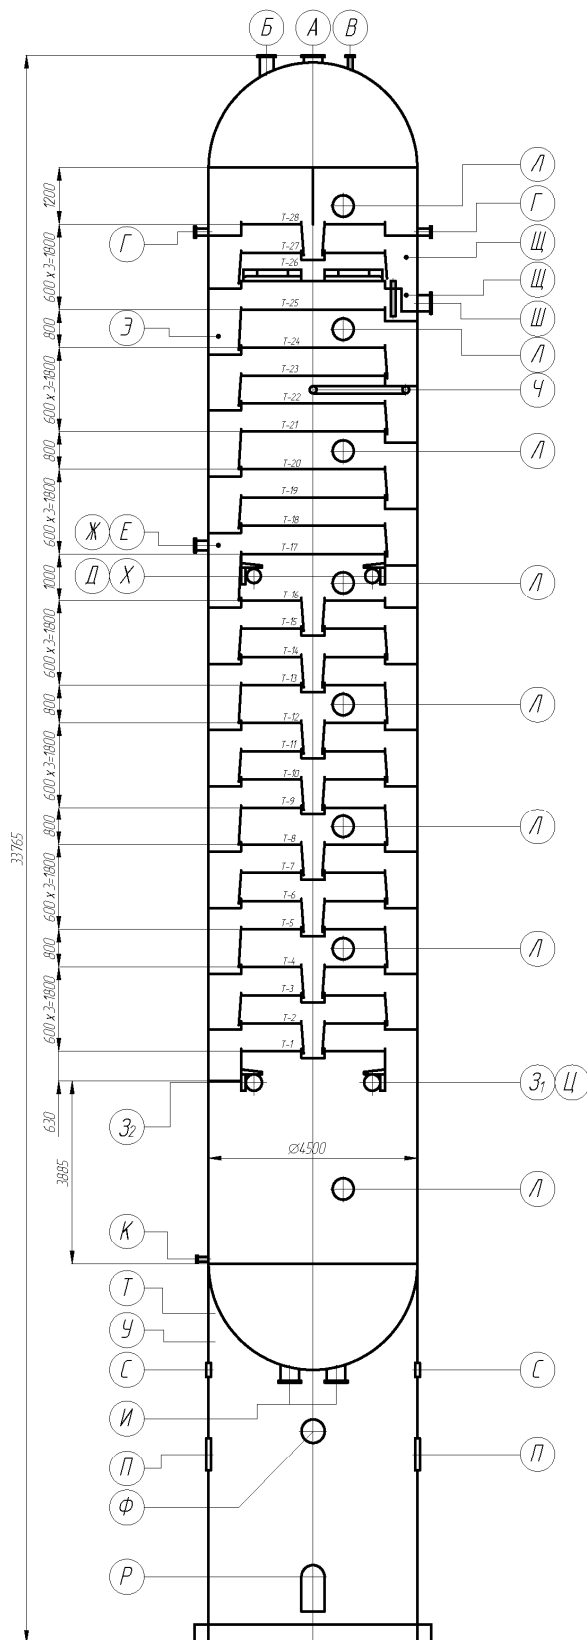 Б А В
Л
1200
Т-28
Г Г
Т-27
Щ
600 x 3=1800
Т-26
Щ
Т-25
Ш
Э
Л
800
Т-24
Т-23
Ч
600 x 3=1800
Т-22
Т-21
800
Л
Т-20
Т-19
600 x 3=1800
Т-18
Ж Е
Т-17
Д Х
1000
Л
Т-16
Т-15
600 x 3=1800
Т-14
Т-13
800
Л
Т-12
Т-11
600 x 3=1800
Т-10
Т-9
800
Л
33765
Т-8
Т-7
600 x 3=1800
Т-6
Т-5
800
Л
Т-4
Т-3
600 x 3=1800
Т-2
Т-1
З1 Ц
630
З2
Ø4500
3885
Л
К
Т
У
С С
И
П П
Ф
Р